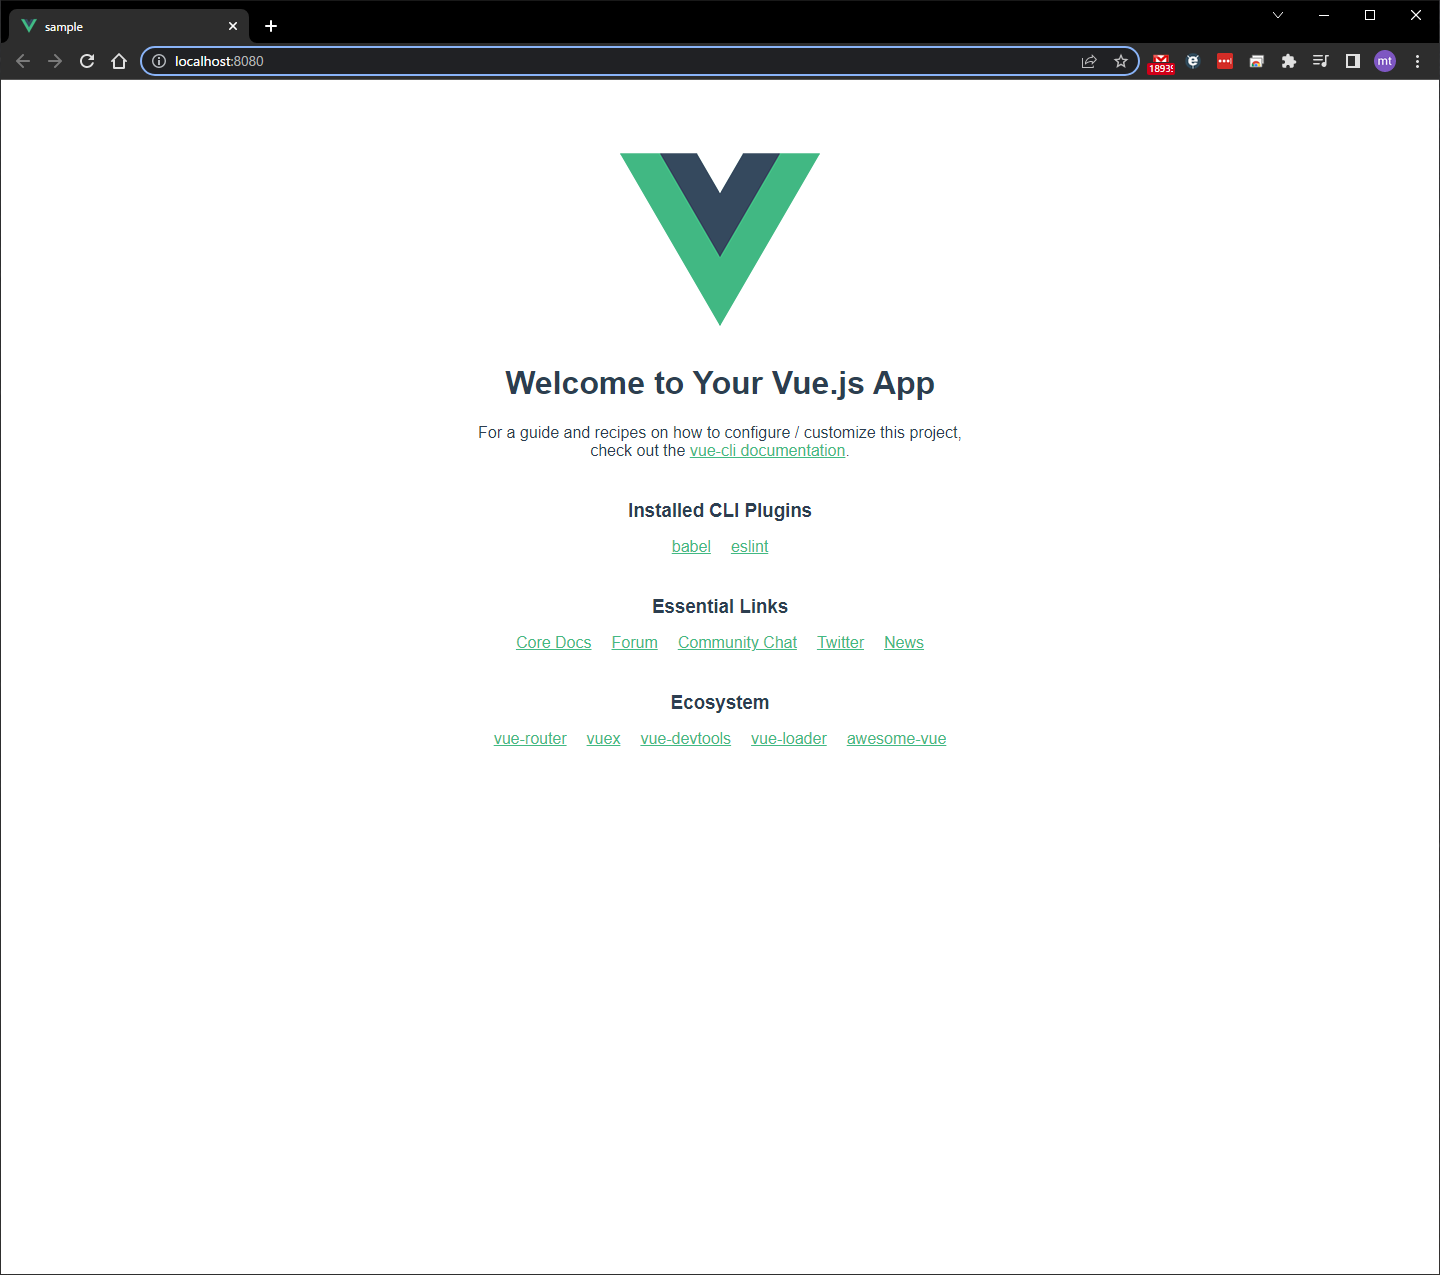 sample
localhost:8080
18939
mt
Welcome to Your Vue.js App
For a guide and recipes on how to configure / customize this project,
check out the vue-cli documentation.
Installed CLI Plugins
babel eslint
Essential Links
Core Docs Forum Community Chat Twitter News
Ecosystem
vue-router vuex vue-devtools vue-loader awesome-vue